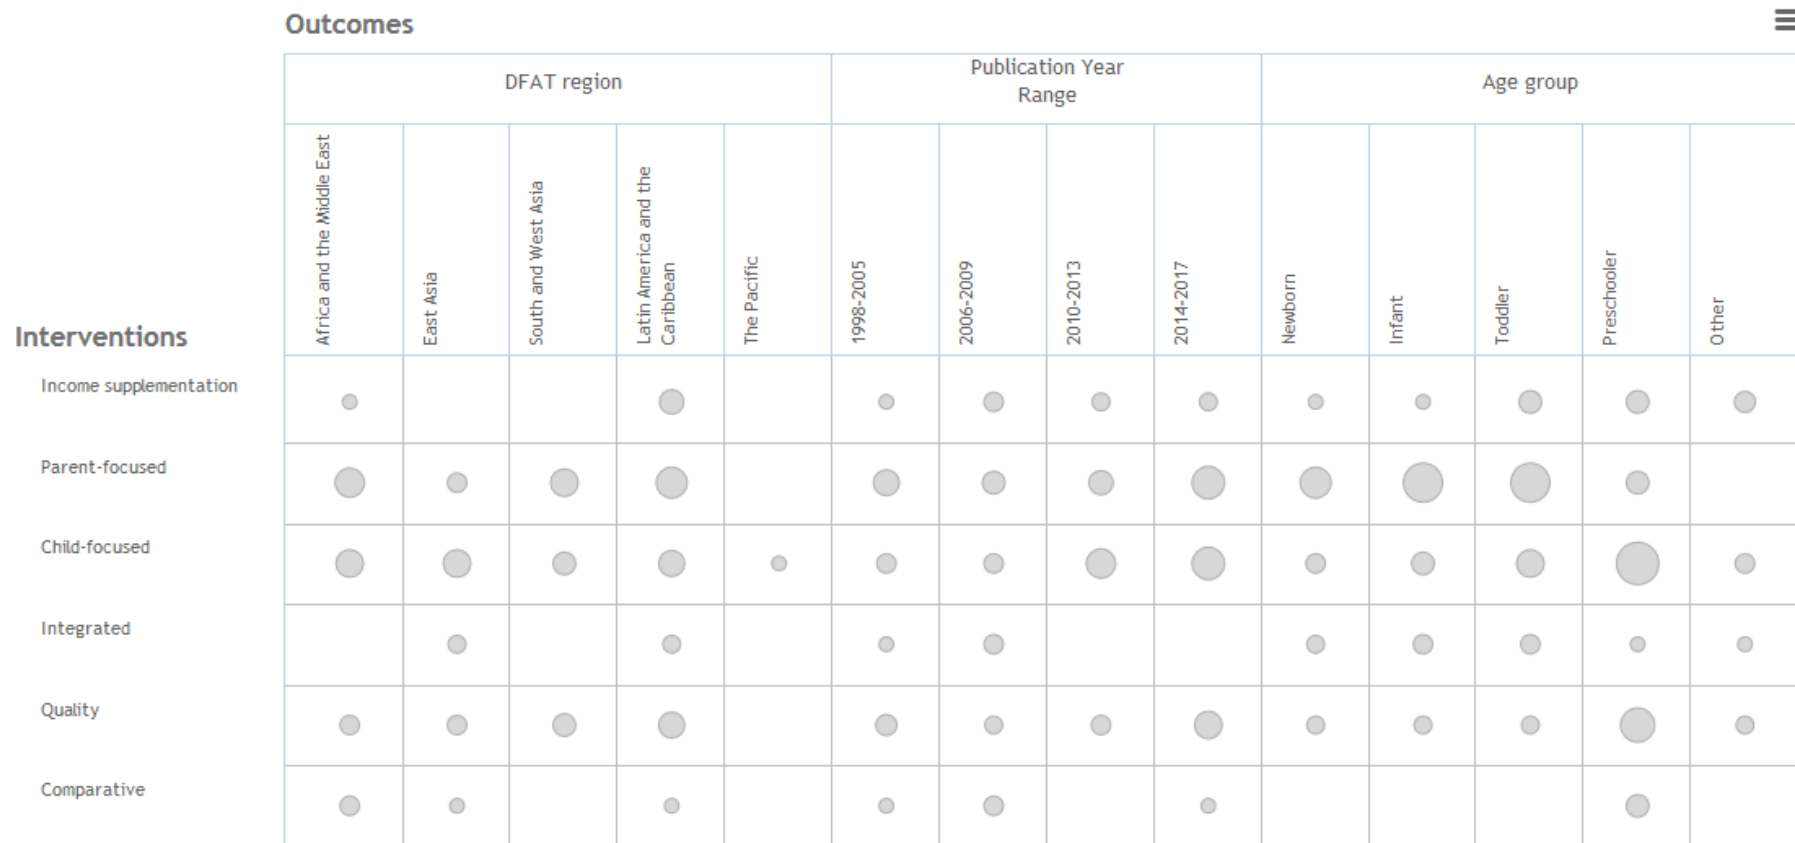 Outcomes
DFAT region
Publication Year
Range
Age group
Africa and the Middle East
East Asia
South and West Asia
Latin America and the
Caribbean
The Pacific
1998-2005
2006-2009
2010-2013
2014-2017
Newborn
Infant
Toddler
Preschooler
Other
Interventions
Income supplementation
Parent-focused
Child-focused
Integrated
Quality
Comparative